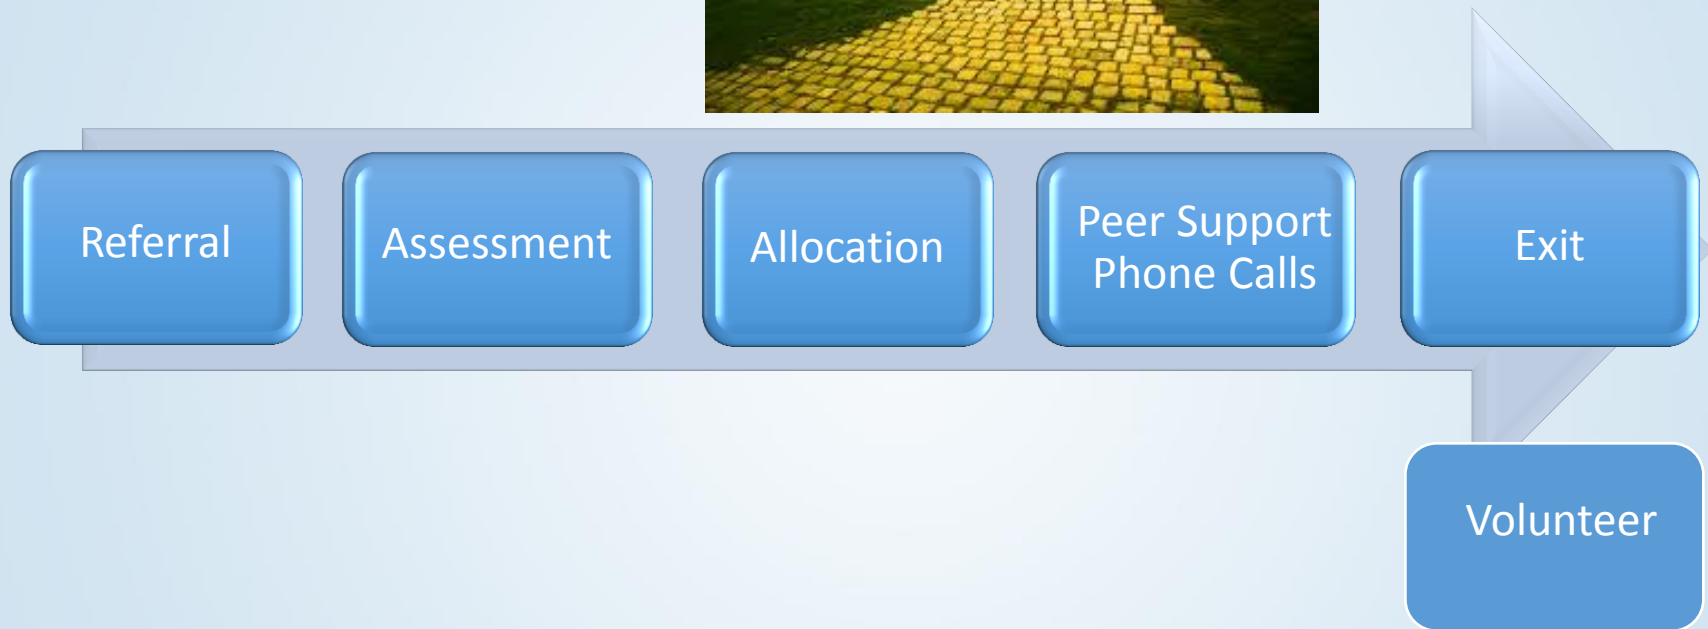 Referral
Assessment
Allocation
Peer Support
Phone Calls
Exit
Volunteer